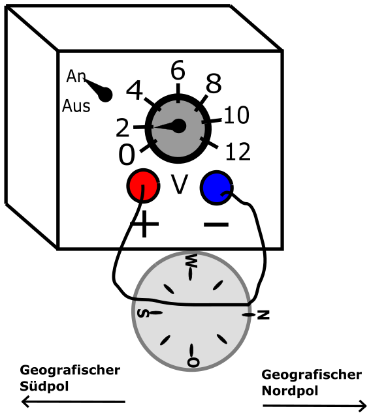 An
Aus
0
2
4
6
8
10
12
V
+ −
W
S N
O
Geografischer
Südpol
Geografischer
Nordpol